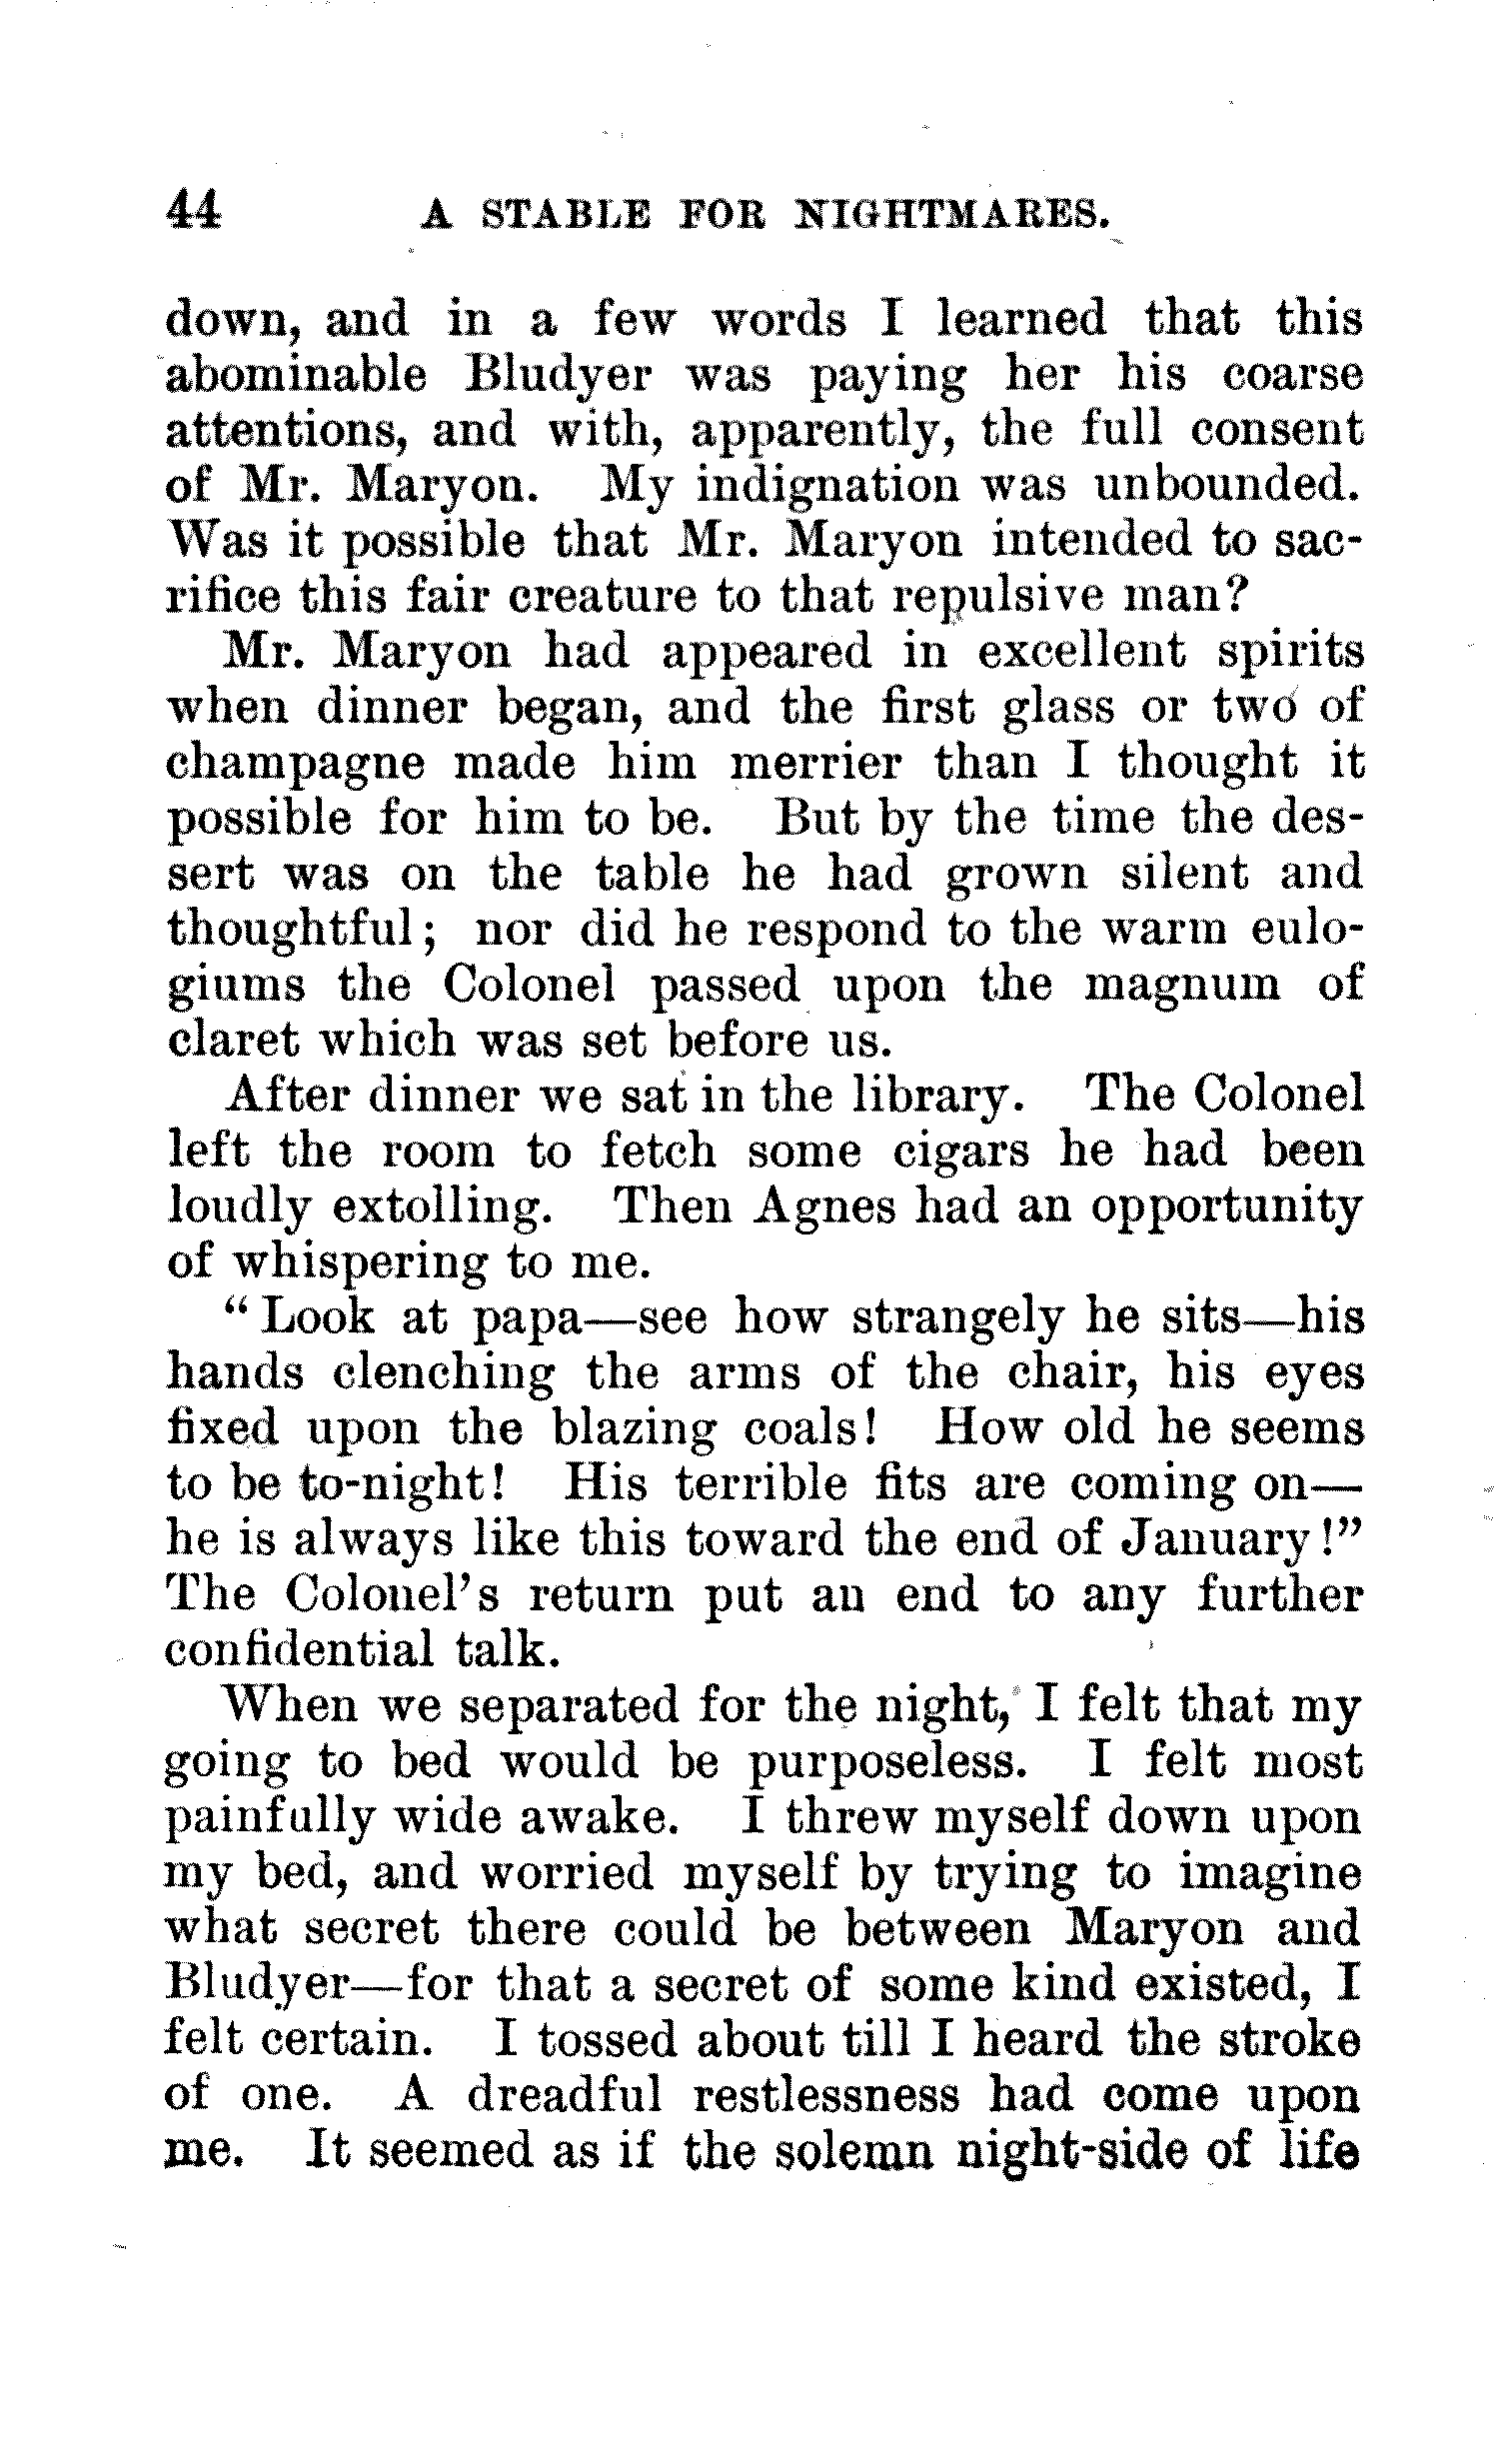 44 A STABLE FOR NIGHTMARES.
down, and in a few words I learned that this
abominable Bludyer was paying her his coarse
attentions, and with, apparently, the full consent
of Mr. Maryon. My indignation was unbounded.
Was it possible that Mr. Maryon intended to sac-
rifice this fair creature to that repulsive man?
Mr. Maryon had appeared in excellent spirits
when dinner began, and the first glass or two of
champagne made him merrier than I thought it
possible for him to be. But by the time the des-
sert was on the table he had grown silent and
thoughtful; nor did he respond to the warm eulo-
giums the Colonel passed upon the magnum of
claret which was set before us.
After dinner we sat in the library. The Colonel
left the room to fetch some cigars he had been
loudly extolling. Then Agnes had an opportunity
of whispering to me.
“Look at papa—see how strangely he sits—his
hands clenching the arms of the chair, his eyes
fixed upon the blazing coals! How old he seems
to be to-night! His terrible fits are coming on—
he is always like this toward the end of January!”
The Colonel’s return put an end to any further
confidential talk.
When we separated for the night, I felt that my
going to bed would be purposeless. I felt most
painfully wide awake. I threw myself down upon
my bed, and worried myself by trying to imagine
what secret there could be between Maryon and
Bludyer—for that a secret of some kind existed, I
felt certain. I tossed about till I heard the stroke
of one. A dreadful restlessness had come upon
me. It seemed as if the solemn night-side of life